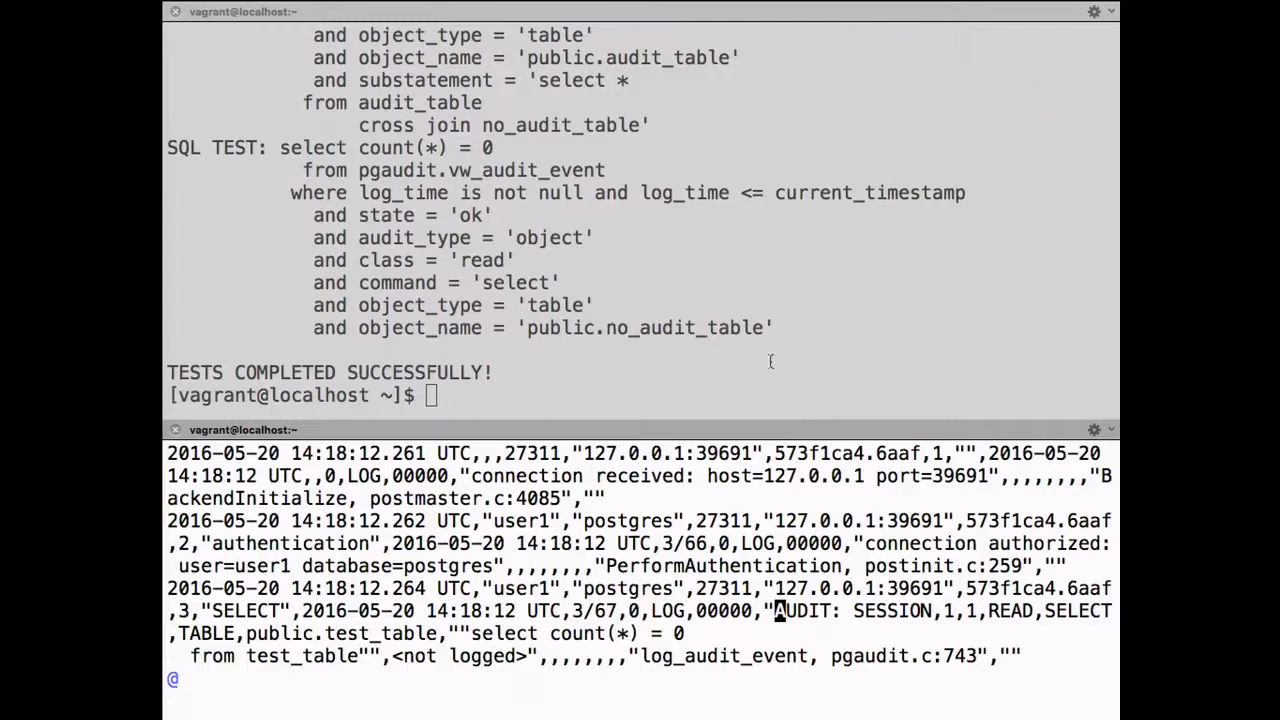 vagrant@localhost:~
and object_type = 'table'
and object_name = 'public.audit_table'
and substatement = 'select *
from audit_table
cross join no_audit_table'
SQL TEST: select count(*) = 0
from pgaudit.vw_audit_event
where log_time is not null and log_time <= current_timestamp
and state = 'ok'
and audit_type = 'object'
and class = 'read'
and command = 'select'
and object_type = 'table'
and object_name = 'public.no_audit_table'
TESTS COMPLETED SUCCESSFULLY!
[vagrant@localhost ~]$
vagrant@localhost:~
2016-05-20 14:18:12.261 UTC,,,27311,"127.0.0.1:39691",573f1ca4.6aaf,1,"",2016-05-20
14:18:12 UTC,,0,LOG,00000,"connection received: host=127.0.0.1 port=39691",,,,,,,,"B
ackendInitialize, postmaster.c:4085",""
2016-05-20 14:18:12.262 UTC,"user1","postgres",27311,"127.0.0.1:39691",573f1ca4.6aaf
,2,"authentication",2016-05-20 14:18:12 UTC,3/66,0,LOG,00000,"connection authorized:
user=user1 database=postgres",,,,,,,,"PerformAuthentication, postinit.c:259",""
2016-05-20 14:18:12.264 UTC,"user1","postgres",27311,"127.0.0.1:39691",573f1ca4.6aaf
,3,"SELECT",2016-05-20 14:18:12 UTC,3/67,0,LOG,00000,"AUDIT: SESSION,1,1,READ,SELECT
,TABLE,public.test_table,""select count(*) = 0
from test_table"",<not logged>",,,,,,,,"log_audit_event, pgaudit.c:743",""
@